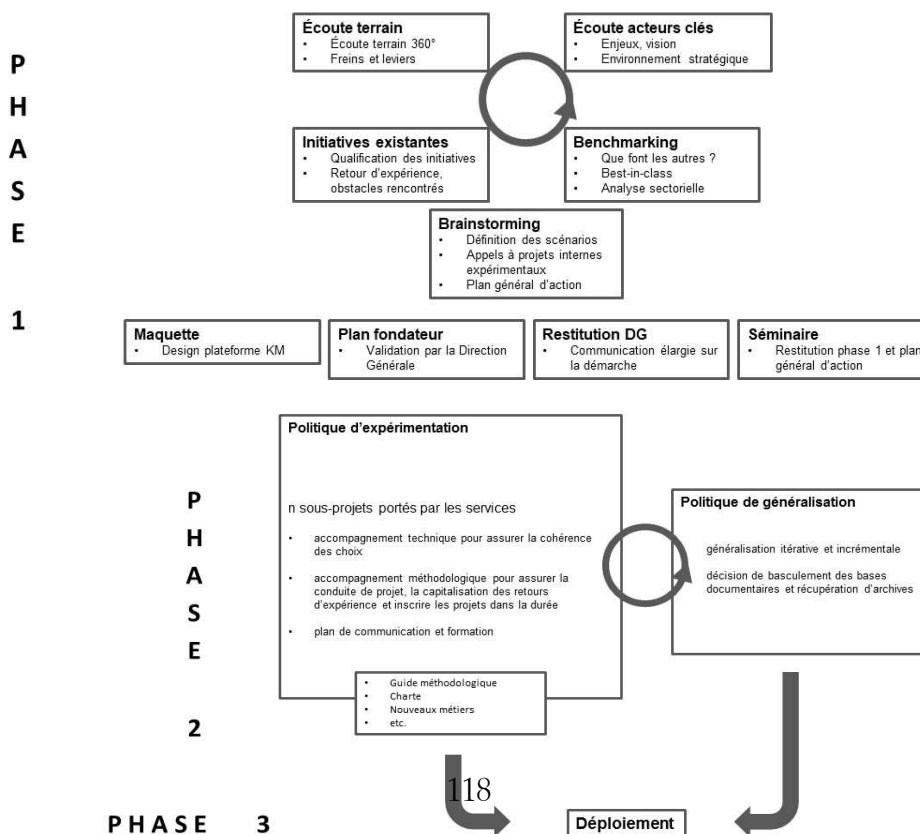 PHASE 1
Écoute terrain
• Écoute terrain 360°
• Freins et leviers
Écoute acteurs clés
• Enjeux, vision
• Environnement stratégique
Initiatives existantes
• Qualification des initiatives
• Retour d'expérience,
obstacles rencontrés
Benchmarking
• Que font les autres ?
• Best-in-class
• Analyse sectorielle
Brainstorming
• Définition des scénarios
• Appels à projets internes
expérimentaux
• Plan général d'action
Maquette
• Design plateforme KM
Plan fondateur
• Validation par la Direction
Générale
Restitution DG
• Communication élargie sur
la démarche
Séminaire
• Restitution phase 1 et plan
général d'action
PHASE 2
Politique d'expérimentation
n sous-projets portés par les services
• accompagnement technique pour assurer la cohérence
des choix
• accompagnement méthodologique pour assurer la
conduite de projet, la capitalisation des retours
d'expérience et inscrire les projets dans la durée
• plan de communication et formation
• Guide méthodologique
• Charte
• Nouveaux métiers
• etc.
Politique de généralisation
généralisation itérative et incrémentale
décision de basculement des bases
documentaires et récupération d'archives
118
PHASE 3
Déploiement